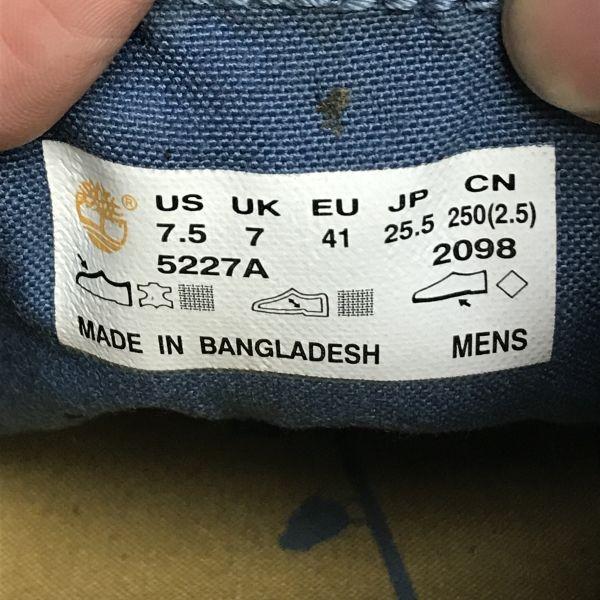 ® US UK EU JP CN
7.5 7 41 25.5 250(2.5)
5227A 2098
MADE IN BANGLADESH MENS